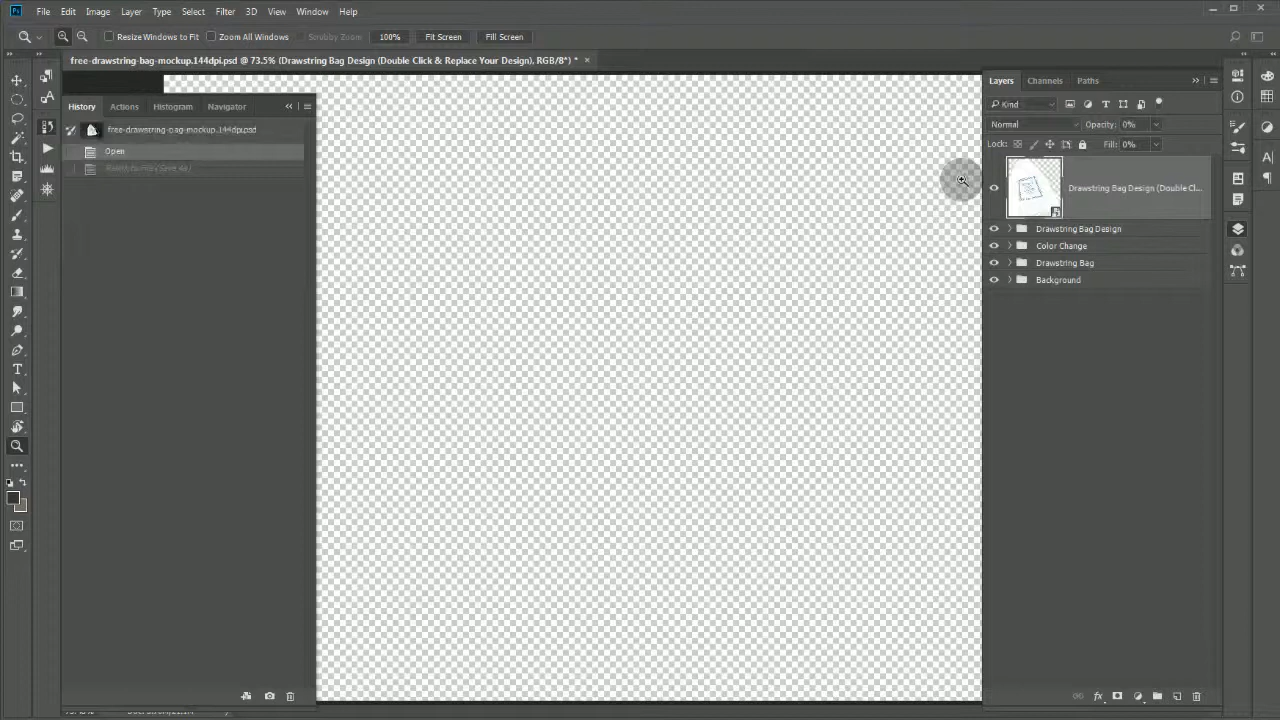 File Edit Image Layer Type Select Filter 3D View Window Help
Resize Windows to Fit Zoom All Windows Scrubby Zoom 100% Fit Screen Fill Screen
free-drawstring-bag-mockup.144dpi.psd @ 73.5% (Drawstring Bag Design (Double Click & Replace Your Design), RGB/8*) * ×
History Actions Histogram Navigator
free-drawstring-bag-mockup.144dpi.psd
Open
Layers Channels Paths
Kind
Normal Opacity: 0%
Lock: Fill: 0%
Drawstring Bag Design (Double Cl...
Drawstring Bag Design
Color Change
Drawstring Bag
Background